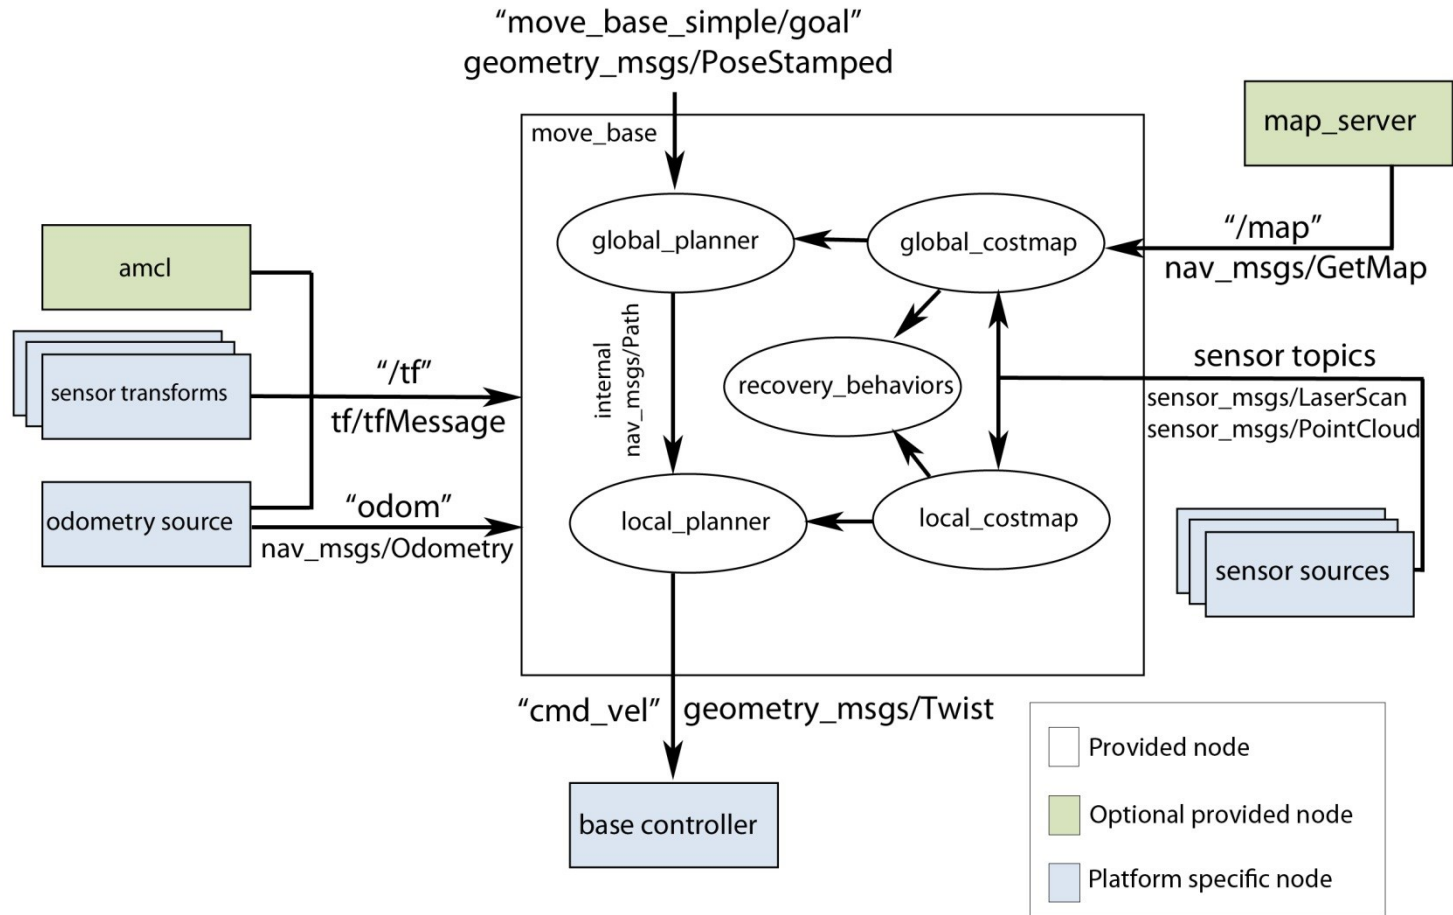 “move_base_simple/goal”
geometry_msgs/PoseStamped
move_base
map_server
global_planner
global_costmap
“/map”
nav_msgs/GetMap
amcl
internal
nav_msgs/Path
sensor transforms
“/tf”
tf/tfMessage
recovery_behaviors
sensor topics
sensor_msgs/LaserScan
sensor_msgs/PointCloud
odometry source
“odom”
nav_msgs/Odometry
local_planner
local_costmap
sensor sources
“cmd_vel”
geometry_msgs/Twist
base controller
Provided node
Optional provided node
Platform specific node